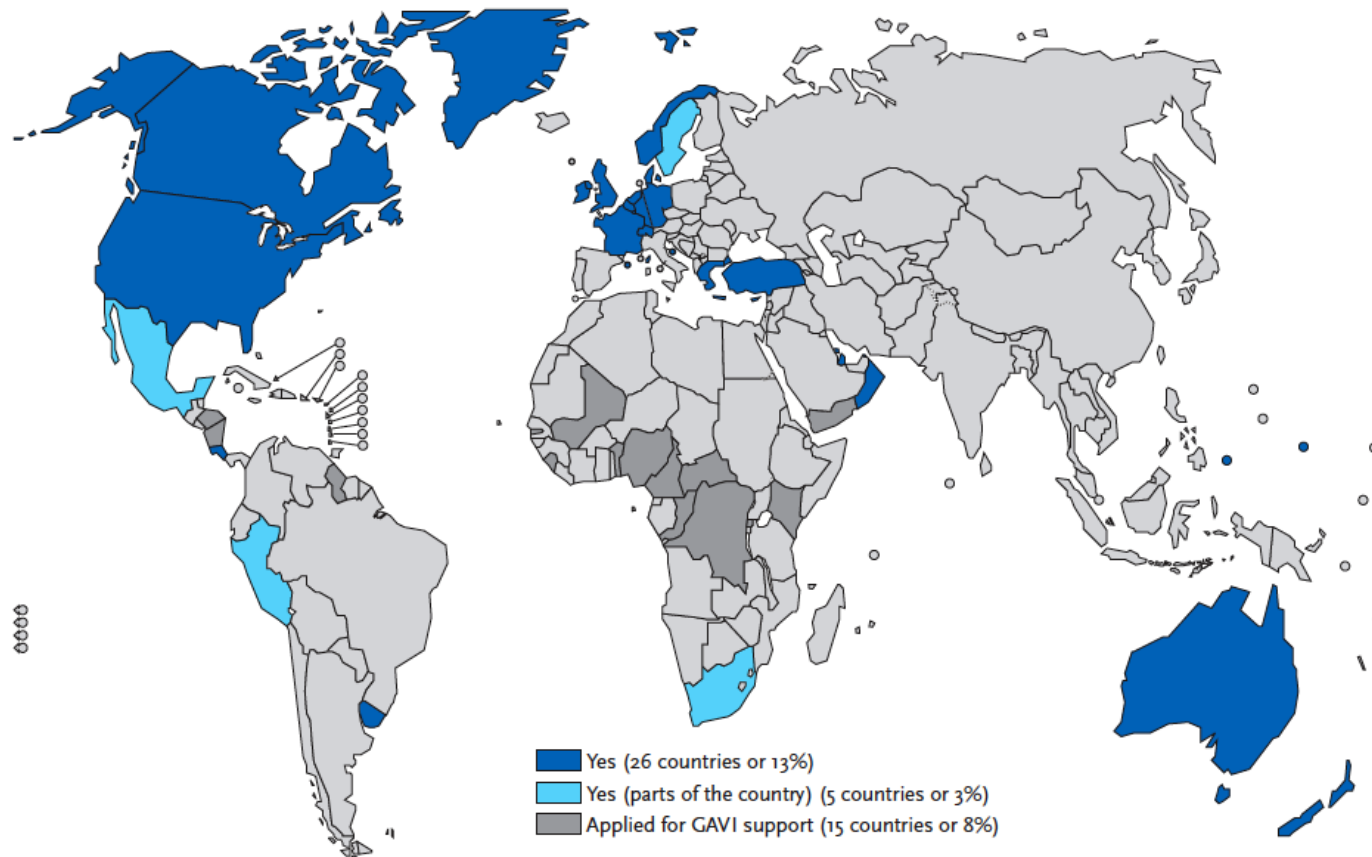 Yes (26 countries or 13%)
Yes (parts of the country) (5 countries or 3%)
Applied for GAVI support (15 countries or 8%)